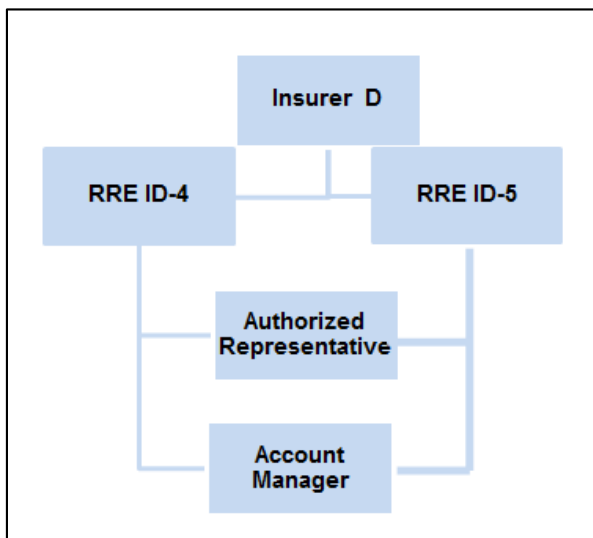 Insurer D
RRE ID-4
RRE ID-5
Authorized
Representative
Account
Manager